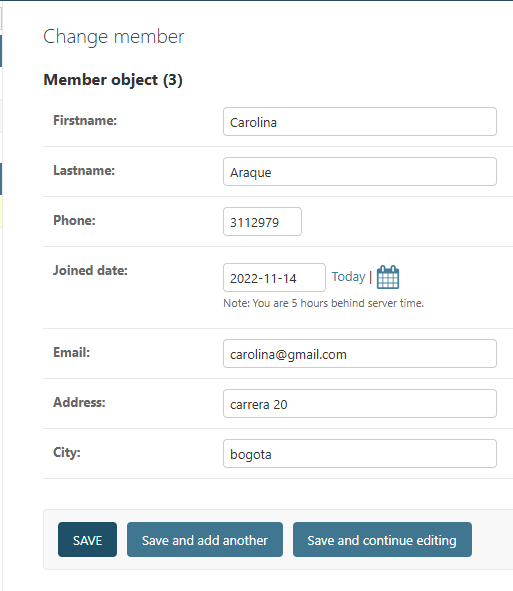 Change member
Member object (3)
Firstname: Carolina
Lastname: Araque
Phone: 3112979
Joined date: 2022-11-14 Today |
Note: You are 5 hours behind server time.
Email: carolina@gmail.com
Address: carrera 20
City: bogota
SAVE Save and add another Save and continue editing